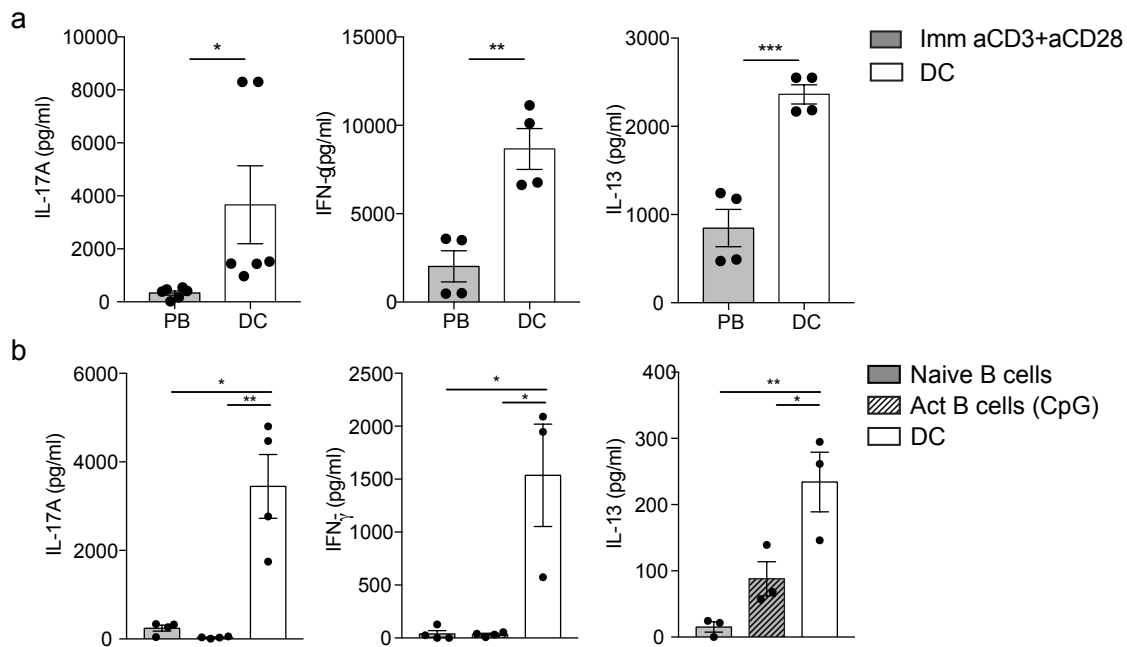 a
IL-17A (pg/ml)
10000
8000
6000
4000
2000
0
*
PB DC
IFN-g(pg/ml)
15000
10000
5000
0
**
PB DC
IL-13 (pg/ml)
3000
2000
1000
0
***
PB DC
Imm aCD3+aCD28
DC
b
IL-17A (pg/ml)
6000
4000
2000
0
*
**
IFN-γ (pg/ml)
2500
2000
1500
1000
500
0
*
*
IL-13 (pg/ml)
400
300
200
100
0
**
*
Naive B cells
Act B cells (CpG)
DC